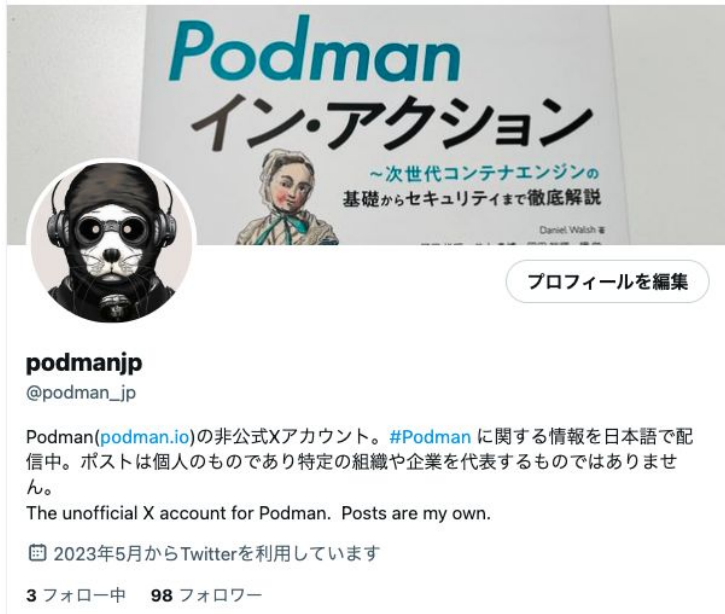 Podman
イン・アクション
~次世代コンテナエンジンの
基礎からセキュリティまで徹底解説
Daniel Walsh 著
プロフィールを編集
podmanjp
@podman_jp
Podman(podman.io)の非公式Xアカウント。#Podman に関する情報を日本語で配
信中。ポストは個人のものであり特定の組織や企業を代表するものではありませ
ん。
The unofficial X account for Podman. Posts are my own.
2023年5月からTwitterを利用しています
3 フォロー中 98 フォロワー